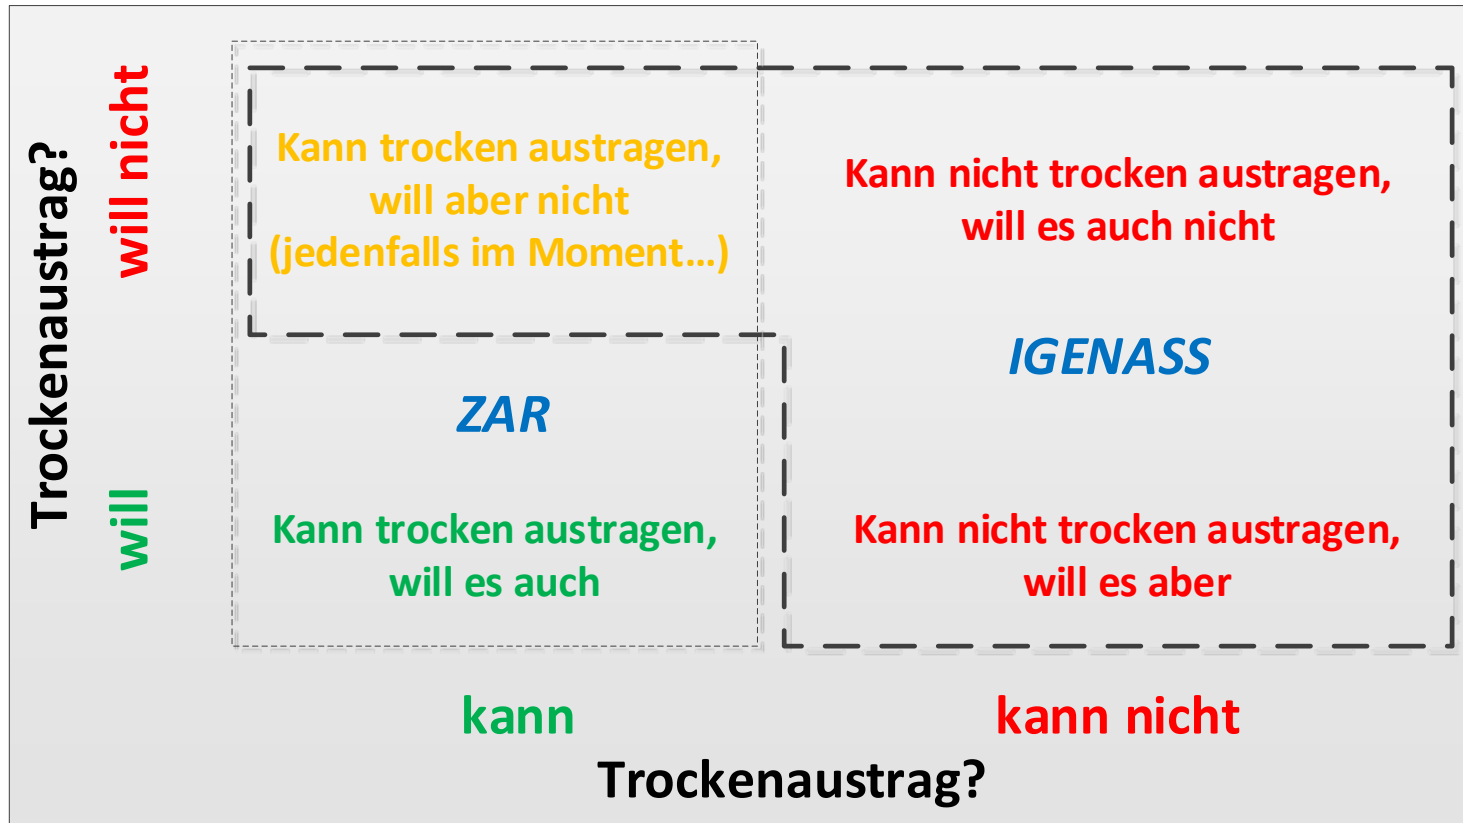 Trockenaustrag?
will nicht
will
Kann trocken austragen,
will aber nicht
(jedenfalls im Moment...)
Kann nicht trocken austragen,
will es auch nicht
IGENASS
ZAR
Kann trocken austragen,
will es auch
Kann nicht trocken austragen,
will es aber
kann
kann nicht
Trockenaustrag?